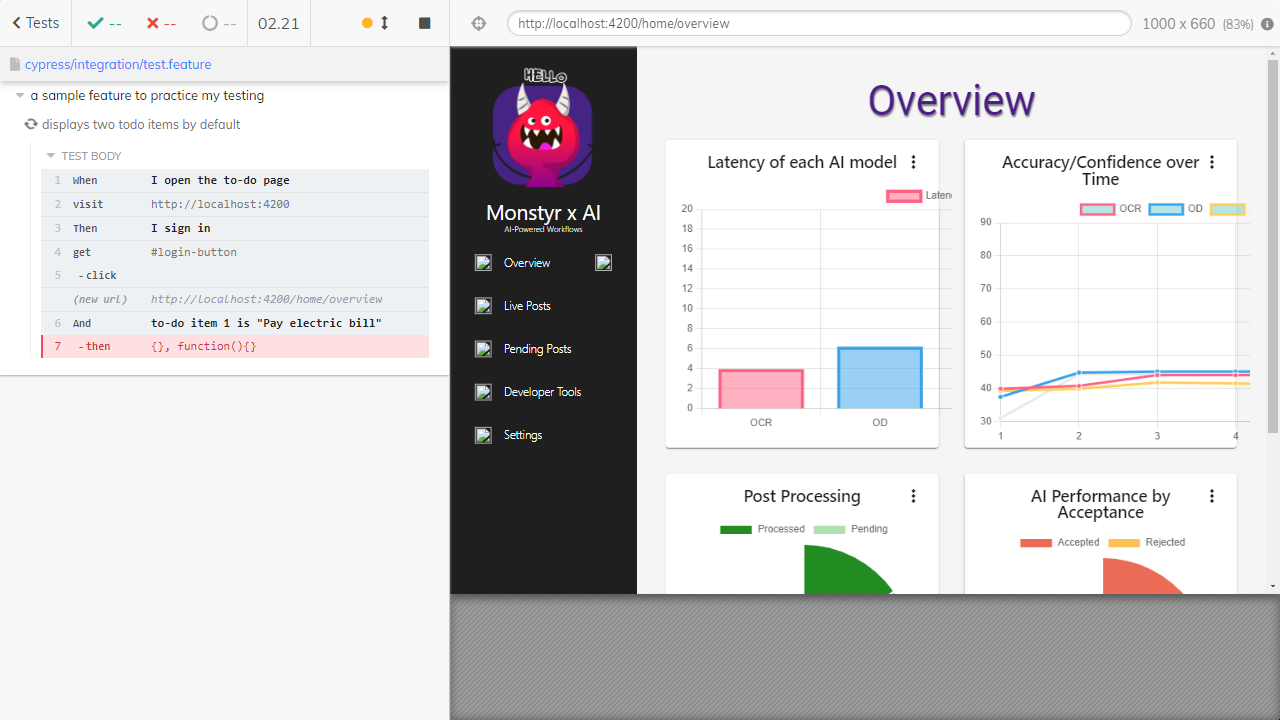 Tests
--
--
--
02.21
http://localhost:4200/home/overview
1000 x 660 (83%)
cypress/integration/test.feature
a sample feature to practice my testing
displays two todo items by default
TEST BODY
1 When I open the to-do page
2 visit http://localhost:4200
3 Then I sign in
4 get #login-button
5 - click
(new url) http://localhost:4200/home/overview
6 And to-do item 1 is "Pay electric bill"
7 - then {}, function(){}
HELLO
Monstyr x AI
AI-Powered Workflows
Overview
Live Posts
Pending Posts
Developer Tools
Settings
Overview
Latency of each AI model
Laten
20
18
16
14
12
10
8
6
4
2
0
OCR OD
Accuracy/Confidence over
Time
OCR OD
90
80
70
60
50
40
30
1 2 3 4
Post Processing
Processed Pending
AI Performance by
Acceptance
Accepted Rejected